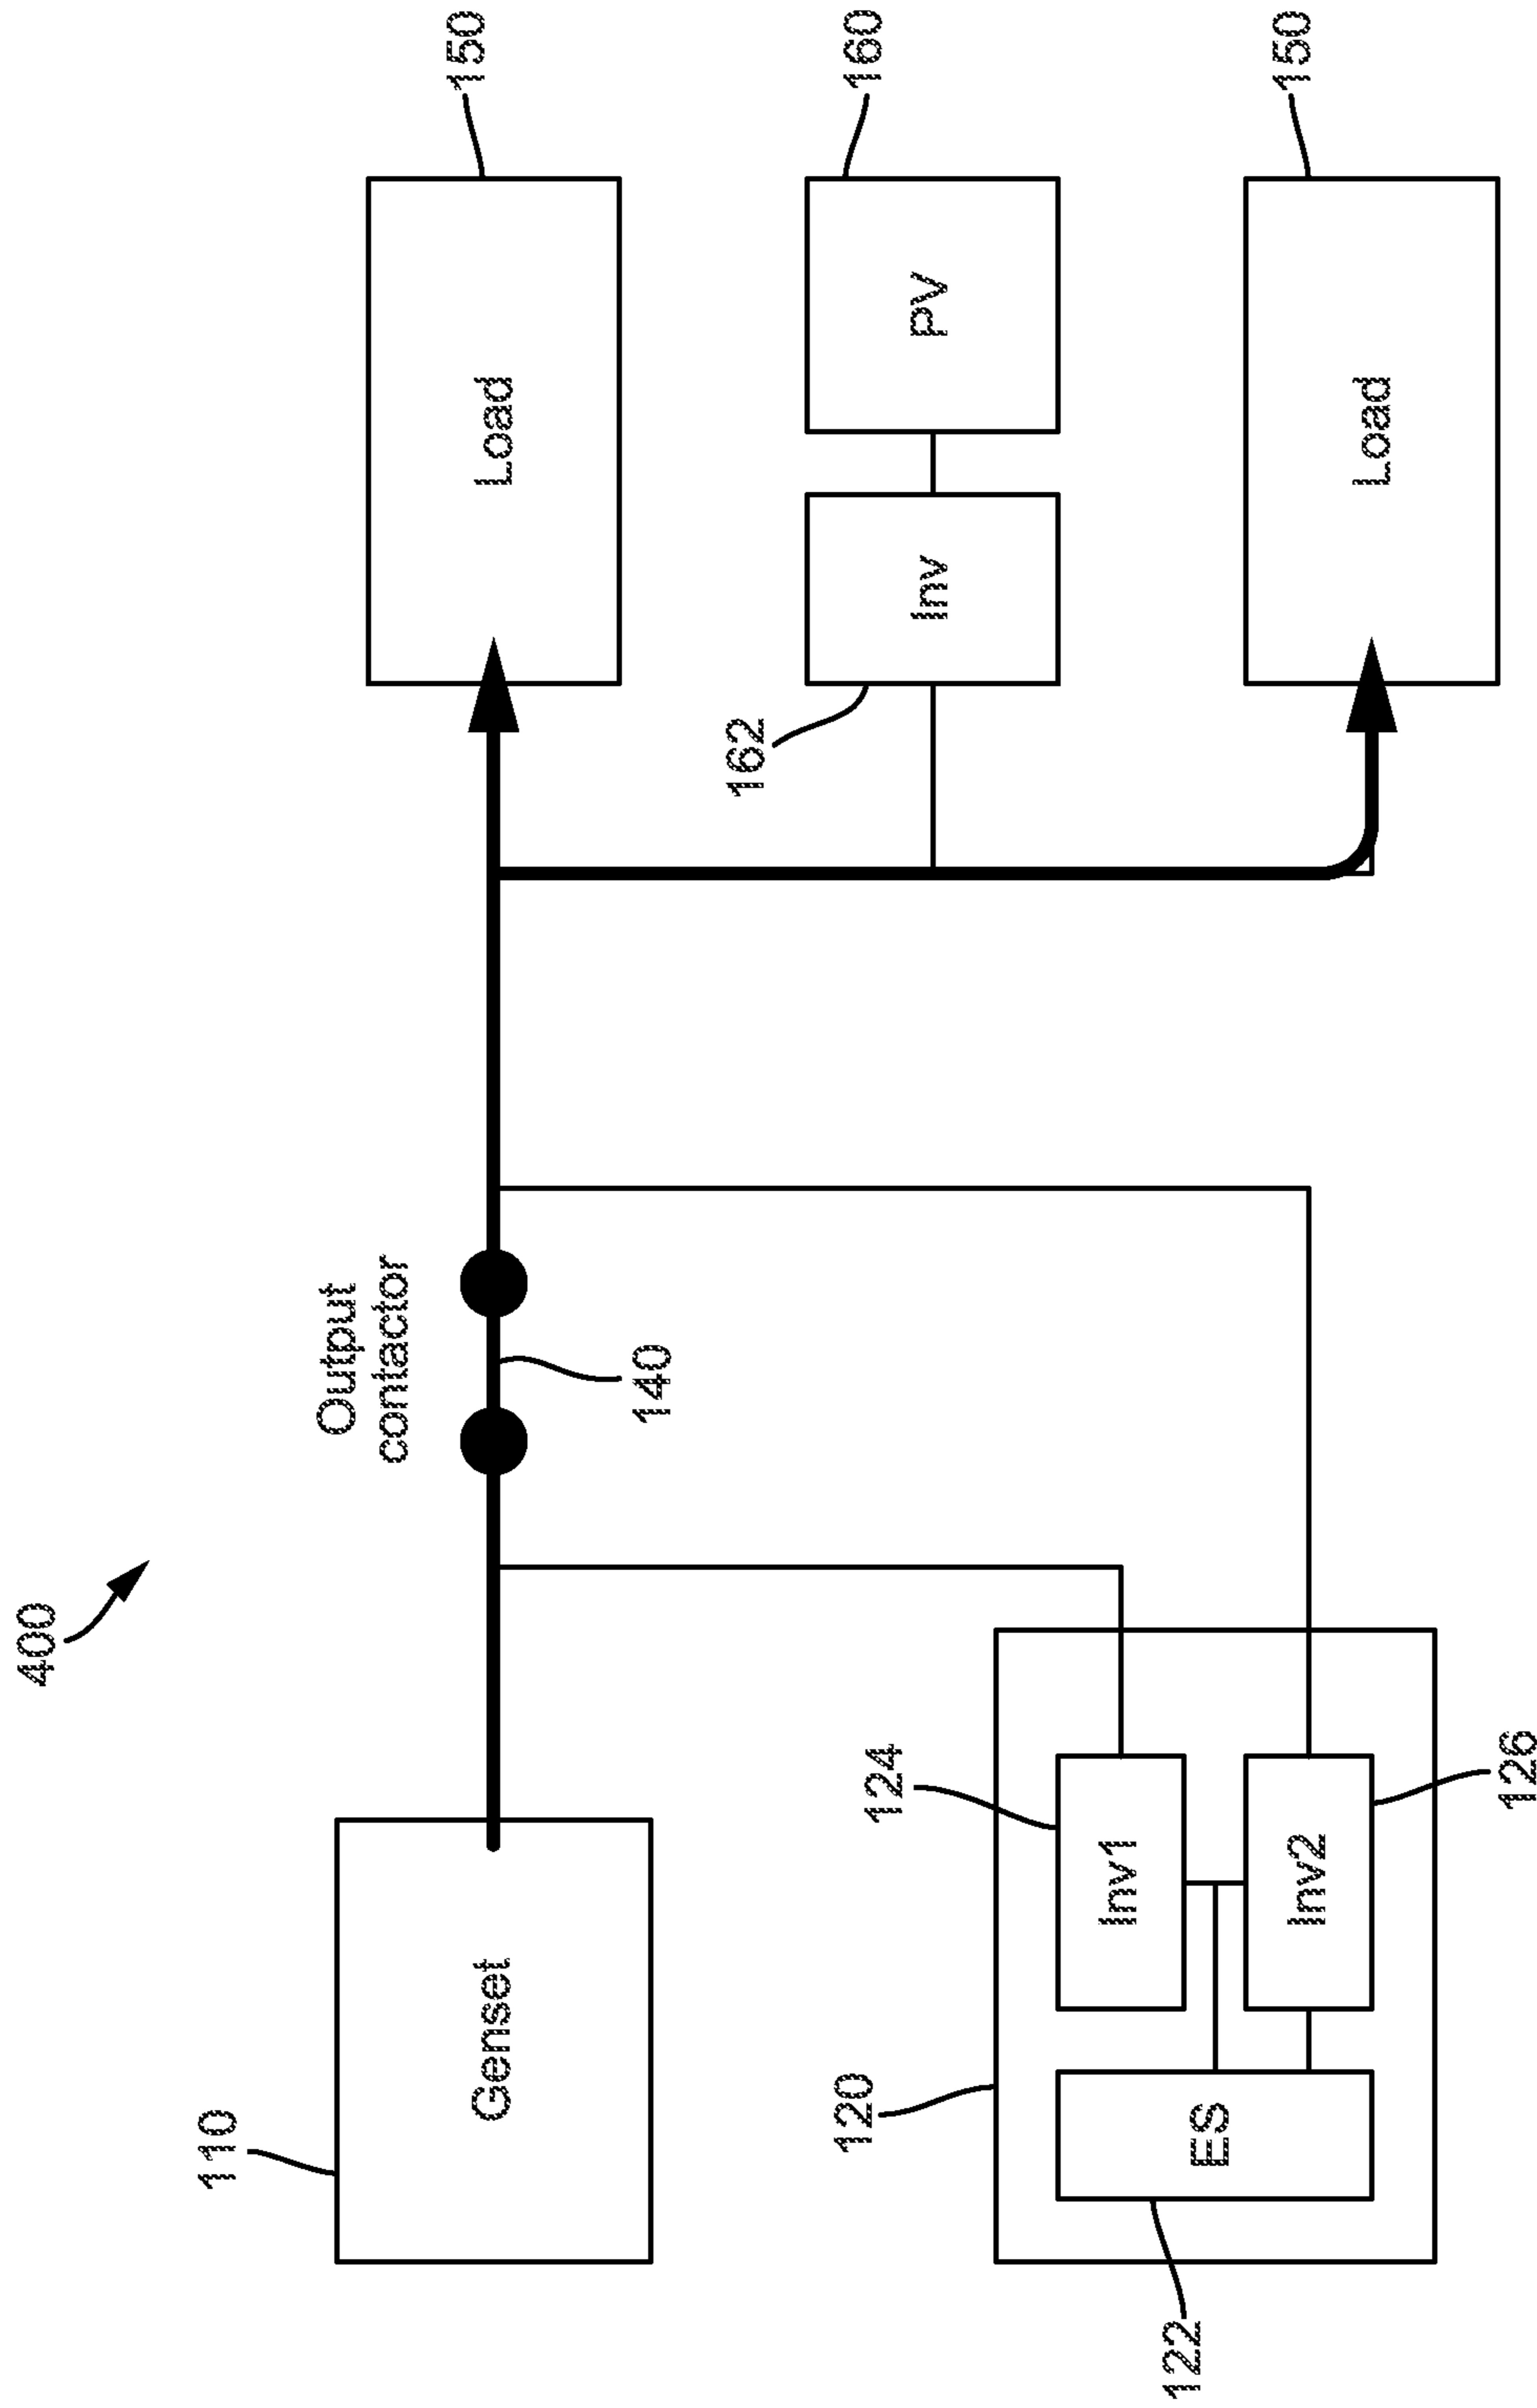 400
110
Genset
Output
contactor
140
Load
150
120
122
ES
124
Inv1
126
Inv2
162
Inv
PV
160
Load
150